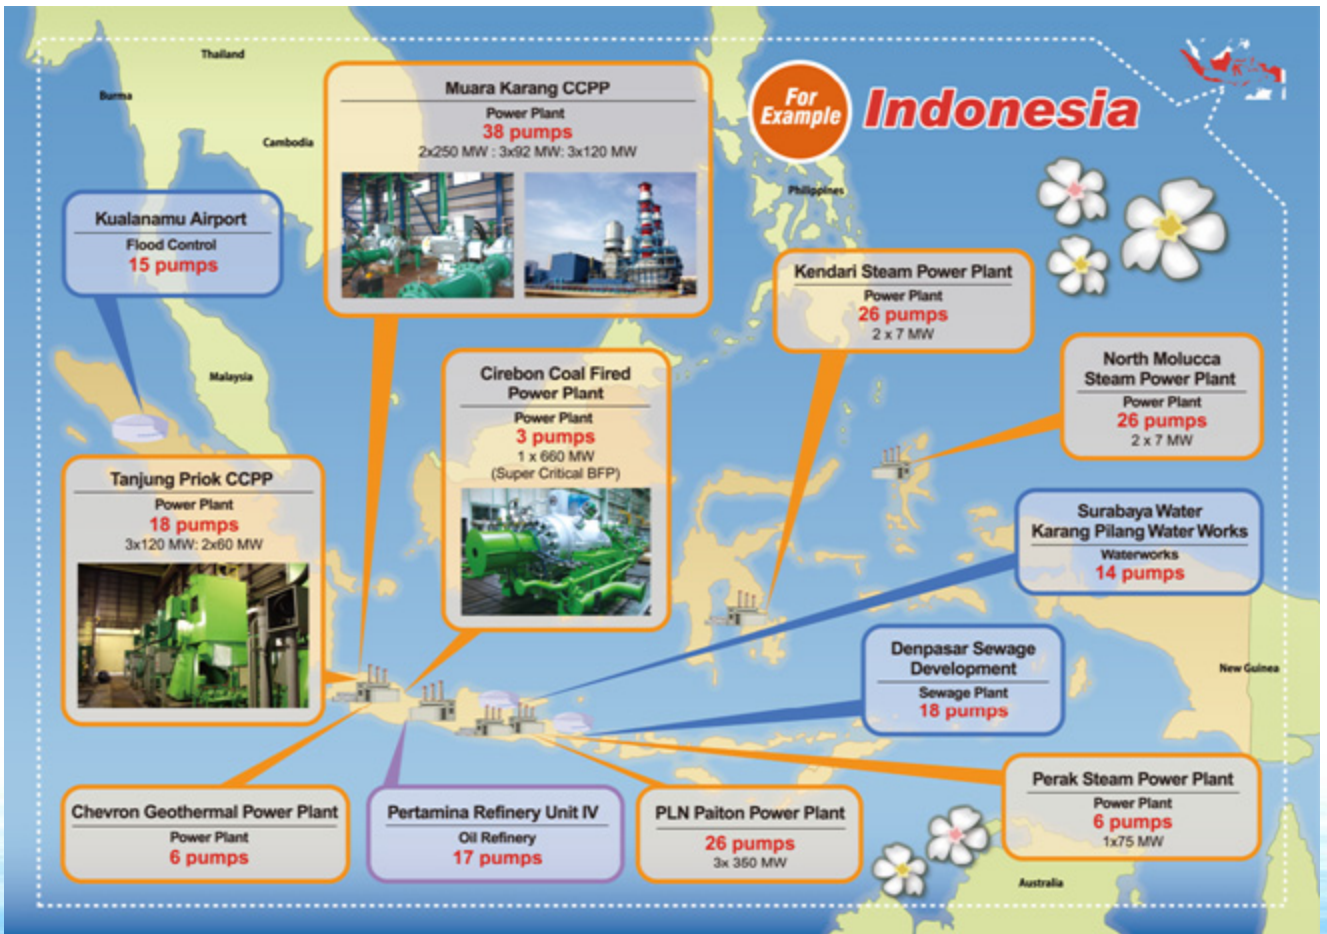 For
Example
Indonesia
Thailand
Burma
Cambodia
Philippines
Malaysia
New Guinea
Australia
Muara Karang CCPP
Power Plant
38 pumps
2x250 MW : 3x92 MW: 3x120 MW
Kualanamu Airport
Flood Control
15 pumps
Kendari Steam Power Plant
Power Plant
26 pumps
2 x 7 MW
Cirebon Coal Fired
Power Plant
Power Plant
3 pumps
1 x 660 MW
(Super Critical BFP)
North Molucca
Steam Power Plant
Power Plant
26 pumps
2 x 7 MW
Tanjung Priok CCPP
Power Plant
18 pumps
3x120 MW: 2x60 MW
Surabaya Water
Karang Pilang Water Works
Waterworks
14 pumps
Denpasar Sewage
Development
Sewage Plant
18 pumps
Chevron Geothermal Power Plant
Power Plant
6 pumps
Pertamina Refinery Unit IV
Oil Refinery
17 pumps
PLN Paiton Power Plant
26 pumps
3x 350 MW
Perak Steam Power Plant
Power Plant
6 pumps
1x75 MW